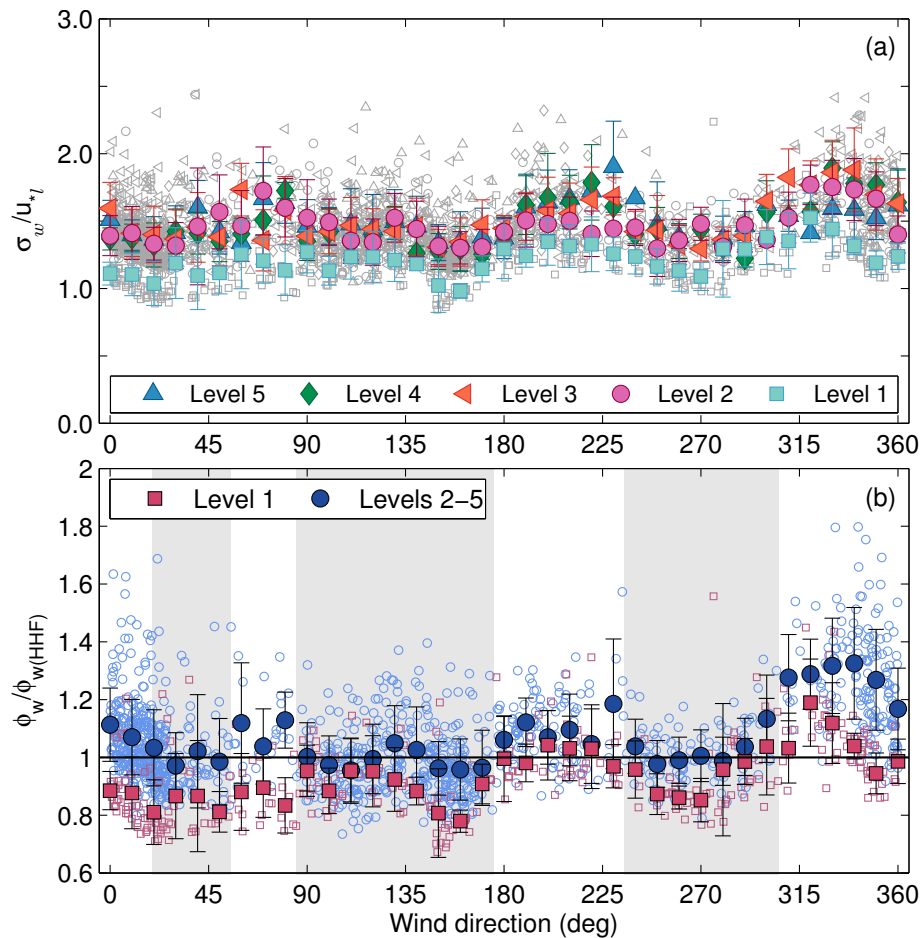 3.0
(a)
2.0
σw/u*l
1.0
Level 5 Level 4 Level 3 Level 2 Level 1
0.0
0 45 90 135 180 225 270 315 360
2
Level 1 Levels 2−5 (b)
1.8
1.6
1.4
ϕw/ϕw(HHF)
1.2
1
0.8
0.6
0 45 90 135 180 225 270 315 360
Wind direction (deg)